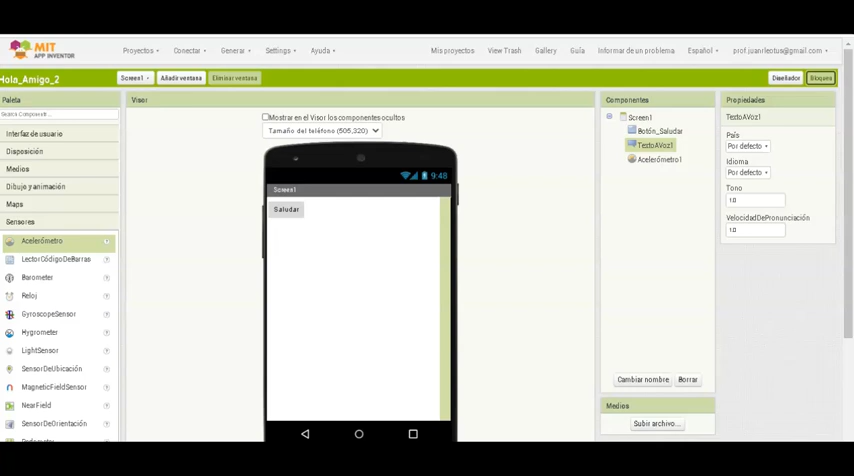 MIT
APP INVENTOR
Proyectos
Conectar
Generar
Settings
Ayuda
Mis proyectos
View Trash
Gallery
Guía
Informar de un problema
Español
prof.juanrleotus@gmail.com
Hola_Amigo_2
Screen1
Añadir ventana
Eliminar ventana
Diseñador
Bloques
Paleta
Search Components...
Interfaz de usuario
Disposición
Medios
Dibujo y animación
Maps
Sensores
Acelerómetro
LectorCódigoDeBarras
Barometer
Reloj
GyroscopeSensor
Hygrometer
LightSensor
SensorDeUbicación
MagneticFieldSensor
NearField
SensorDeOrientación
Pedometer
Visor
Mostrar en el Visor los componentes ocultos
Tamaño del teléfono (505,320)
9:48
Screen1
Saludar
Componentes
Screen1
Botón_Saludar
TextoAVoz1
Acelerómetro1
Cambiar nombre
Borrar
Medios
Subir archivo...
Propiedades
TextoAVoz1
País
Por defecto
Idioma
Por defecto
Tono
1.0
VelocidadDePronunciación
1.0